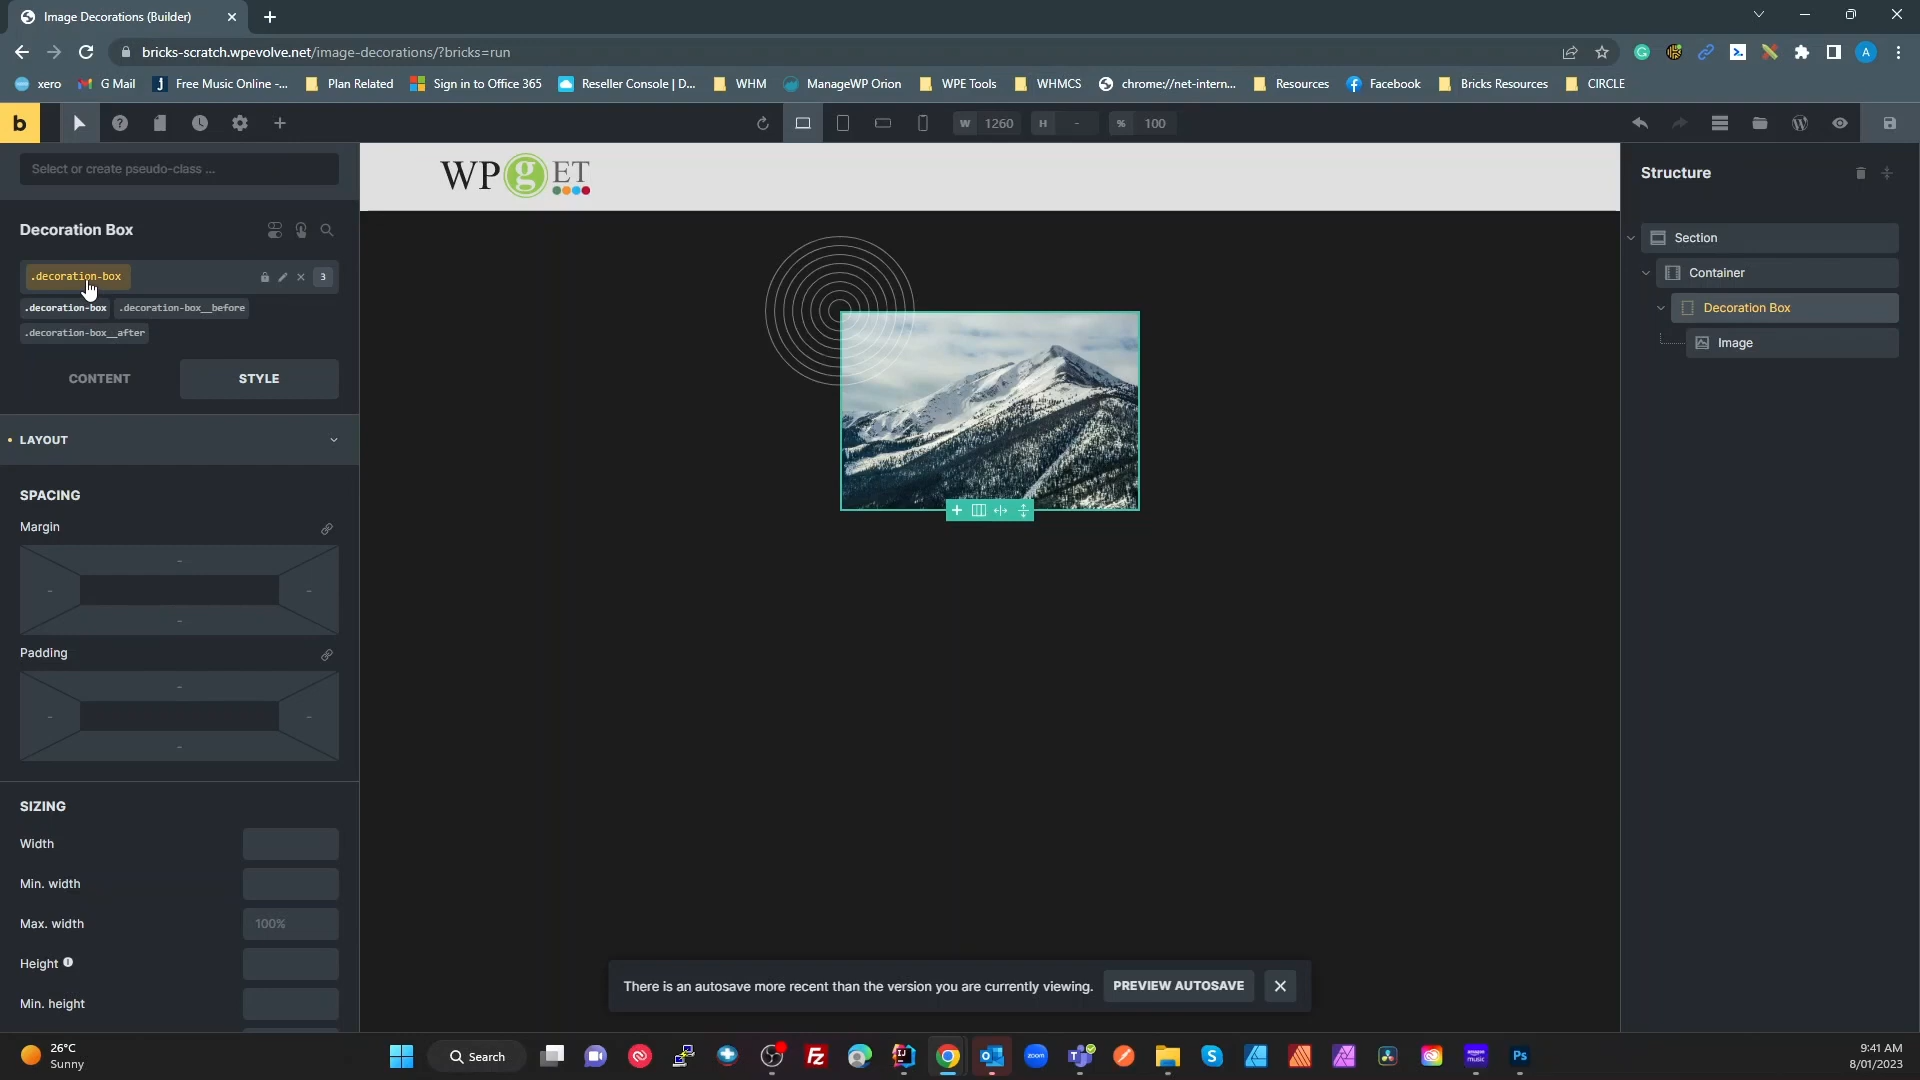 Image Decorations (Builder)
bricks-scratch.wpevolve.net/image-decorations/?bricks=run
A
xero
G Mail
Free Music Online -...
Plan Related
Sign in to Office 365
Reseller Console | D...
WHM
ManageWP Orion
WPE Tools
WHMCS
chrome://net-intern...
Resources
Facebook
Bricks Resources
CIRCLE
b
W 1260 H - % 100
Select or create pseudo-class ...
WP g ET
Structure
Decoration Box
.decoration-box
3
.decoration-box .decoration-box__before
.decoration-box__after
CONTENT STYLE
Section
Container
Decoration Box
Image
LAYOUT
SPACING
Margin
-
- -
-
Padding
-
- -
-
SIZING
Width
Min. width
Max. width 100%
Height
Min. height
There is an autosave more recent than the version you are currently viewing. PREVIEW AUTOSAVE
26°C
Sunny
Search
zoom
Ps
9:41 AM
8/01/2023